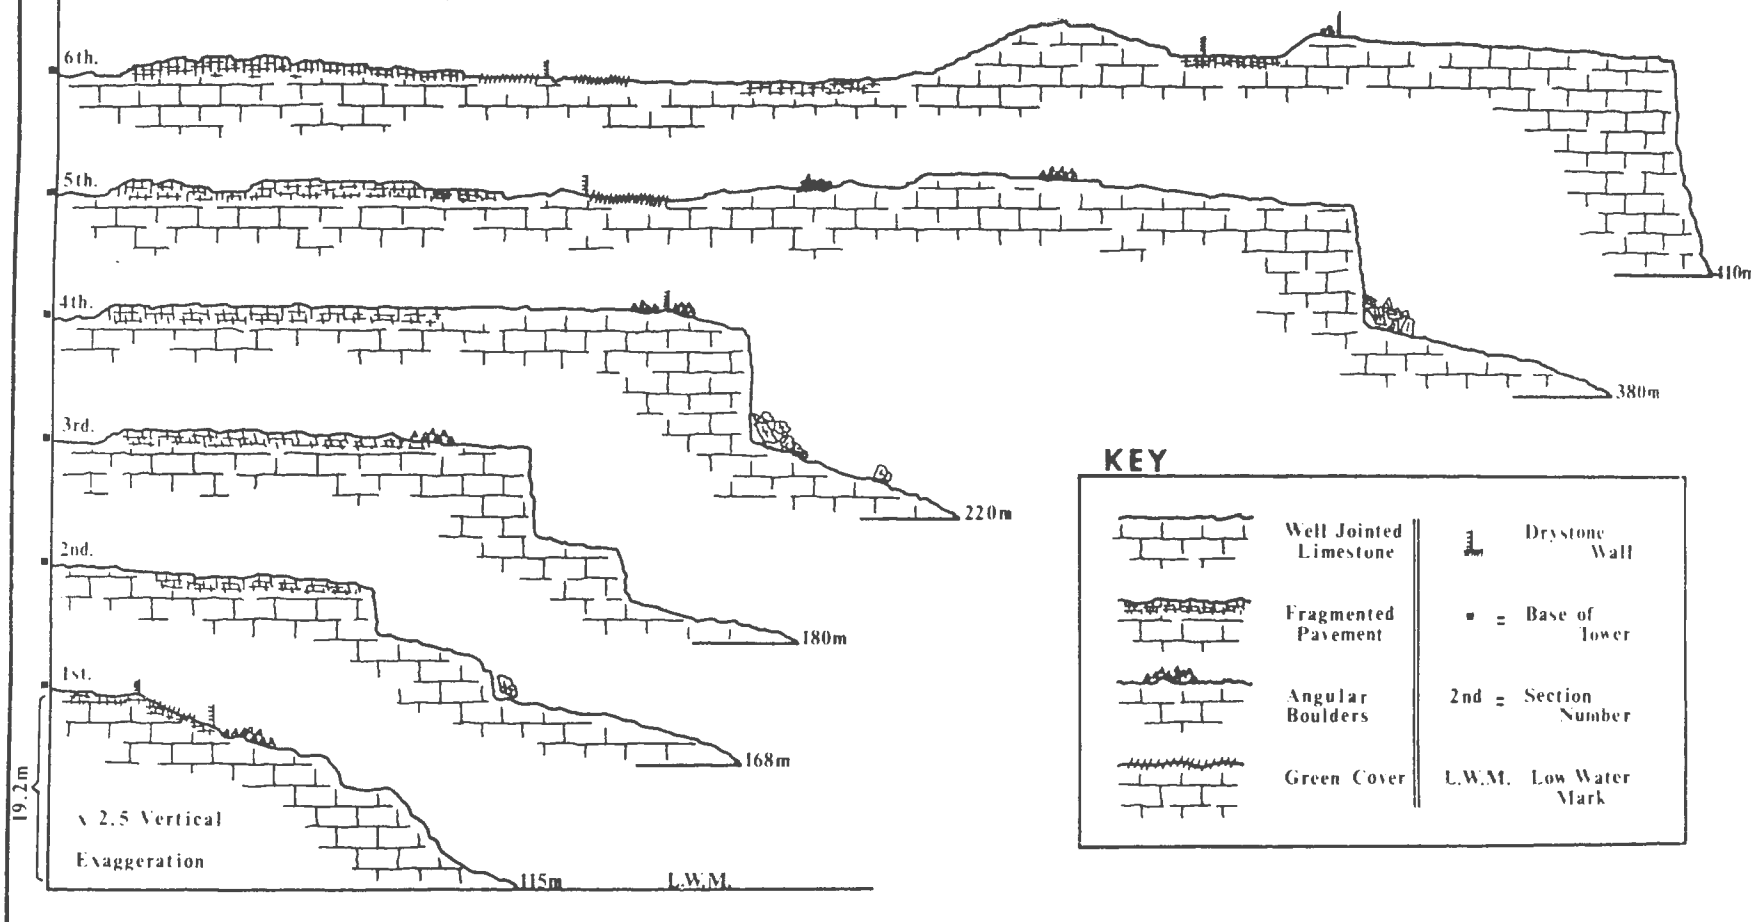 6th.
410m
5th.
380m
4th.
220m
3rd.
180m
2nd.
168m
1st.
19.2m
x 2.5 Vertical
Exaggeration
115m
L.W.M.
KEY
Well Jointed
Limestone
Fragmented
Pavement
Angular
Boulders
Green Cover
Drystone
Wall
= Base of
Tower
2nd = Section
Number
L.W.M. Low Water
Mark